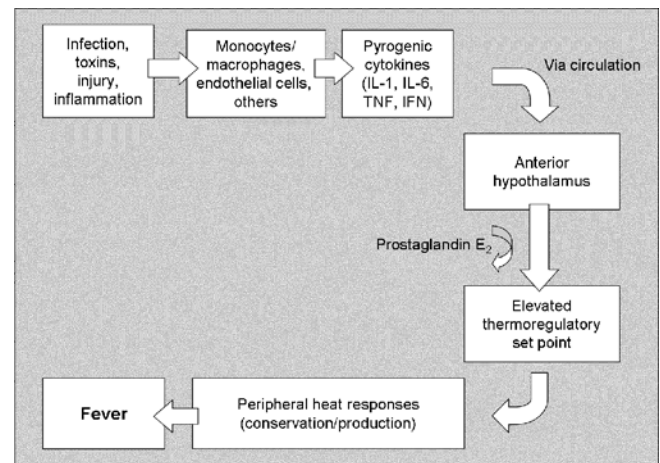 Infection,
toxins,
injury,
inflammation
Monocytes/
macrophages,
endothelial cells,
others
Pyrogenic
cytokines
(IL-1, IL-6,
TNF, IFN)
Via circulation
Anterior
hypothalamus
Prostaglandin E₂
Elevated
thermoregulatory
set point
Peripheral heat responses
(conservation/production)
Fever